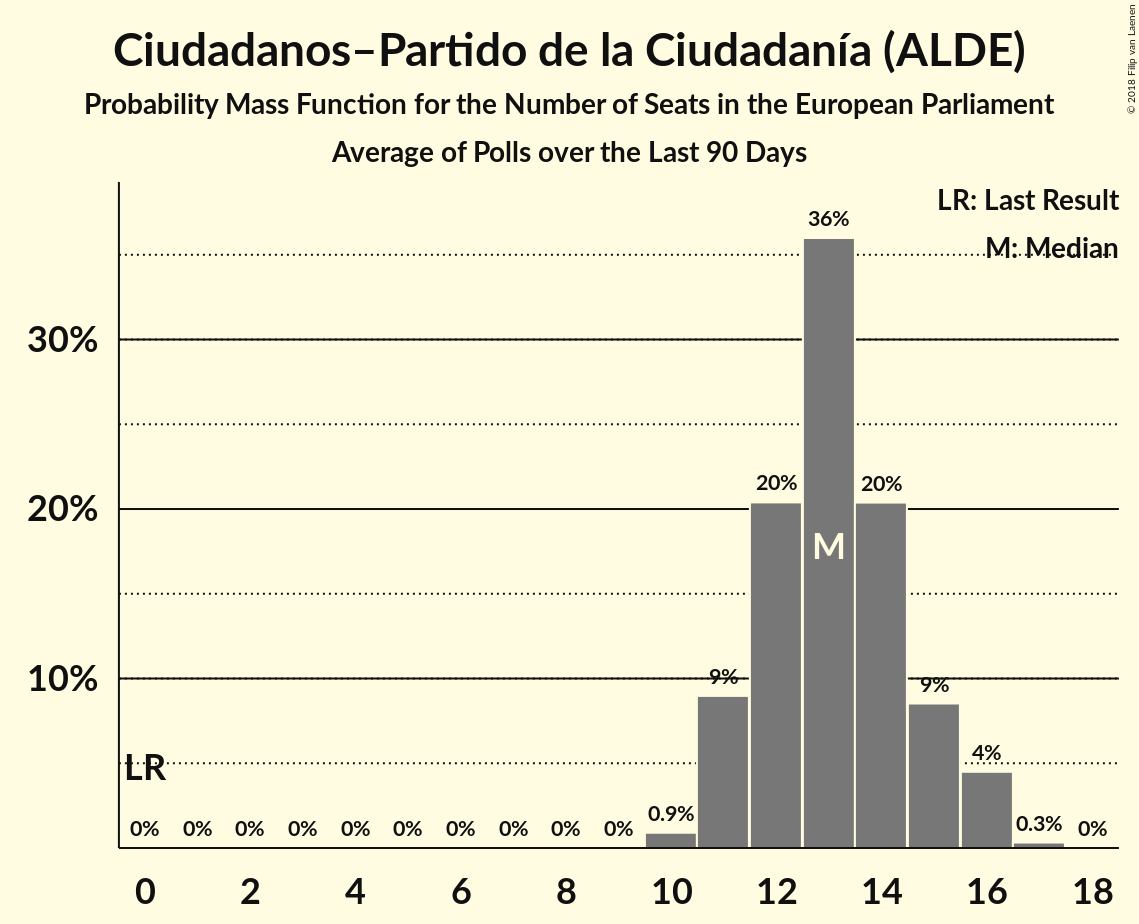 Ciudadanos–Partido de la Ciudadanía (ALDE)
Probability Mass Function for the Number of Seats in the European Parliament
Average of Polls over the Last 90 Days
© 2018 Filip van Laenen
LR: Last Result
M: Median
36%
30%
20% 20%
20%
M
9% 9%
10%
4%
LR
0% 0% 0% 0% 0% 0% 0% 0% 0% 0% 0.9% 0.3% 0%
0 2 4 6 8 10 12 14 16 18